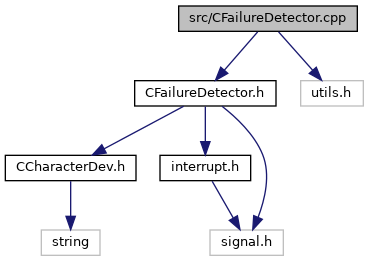 src/CFailureDetector.cpp
CFailureDetector.h
utils.h
CCharacterDev.h
interrupt.h
string
signal.h